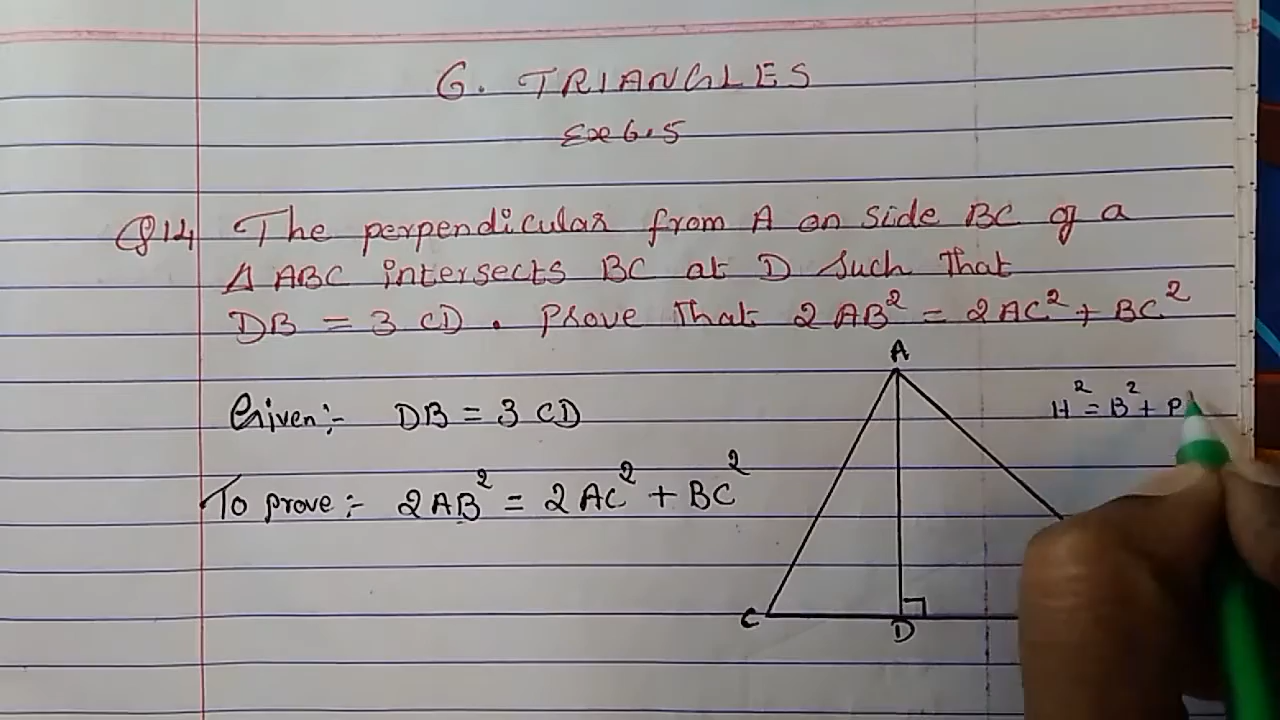 6. TRIANGLES
Exe 6.5
Q14 The perpendicular from A on side BC of a
Δ ABC intersects BC at D Such That
DB = 3 CD . Prove That 2AB² = 2AC² + BC²
A
Given:- DB = 3 CD
H² = B² + P
To prove:- 2AB² = 2AC² + BC²
C
D